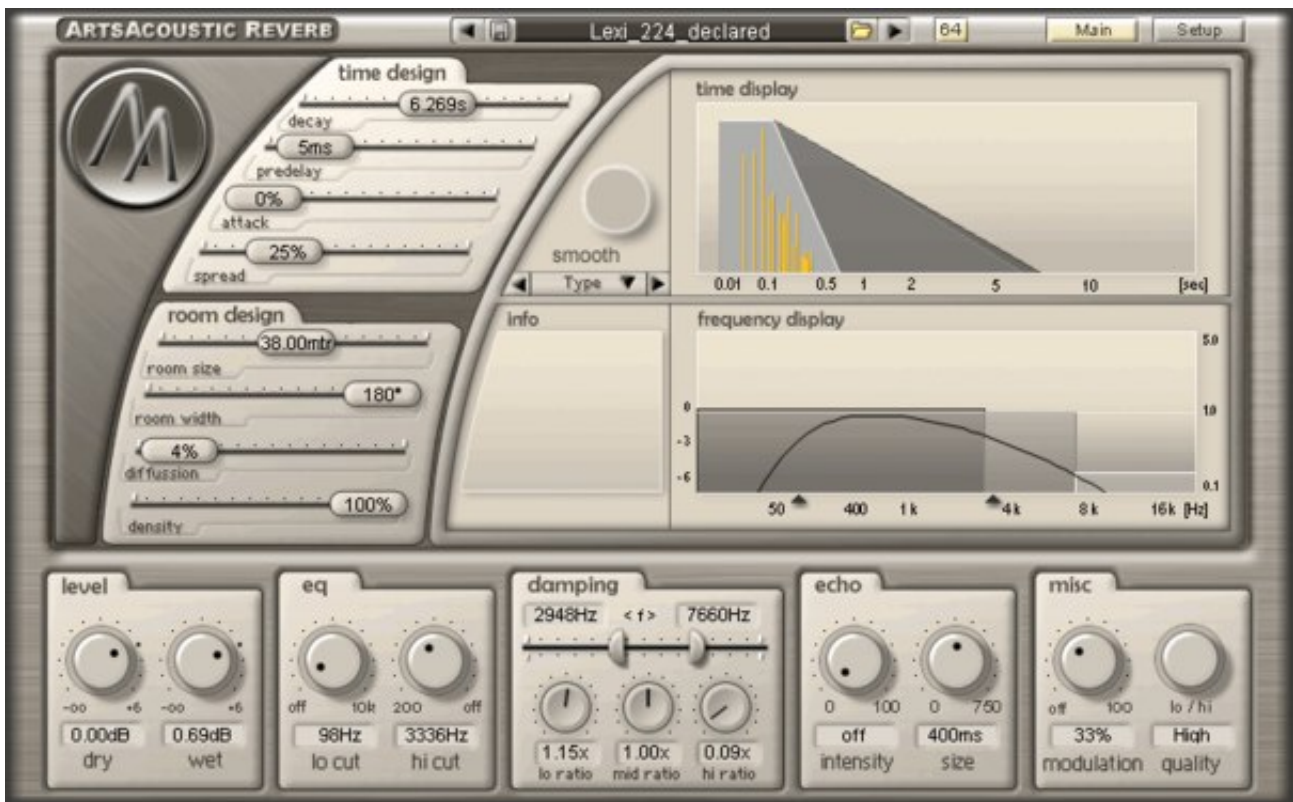 ARTSACOUSTIC REVERB
Lexi_224_declared
64
Main
Setup
time design
6.269s
decay
5ms
predelay
0%
attack
25%
spread
room design
38.00mtr
room size
180°
room width
4%
diffussion
100%
density
smooth
Type
time display
0.01 0.1 0.5 1 2 5 10 [sec]
info
frequency display
5.0
0
1.0
-3
-6
0.1
50 400 1k 4k 8k 16k [Hz]
level
-oo +6 -oo +6
0.00dB 0.69dB
dry wet
eq
off 10k 200 off
98Hz 3336Hz
lo cut hi cut
damping
2948Hz < f > 7660Hz
1.15x 1.00x 0.09x
lo ratio mid ratio hi ratio
echo
0 100 0 750
off 400ms
intensity size
misc
off 100 lo / hi
33% High
modulation quality